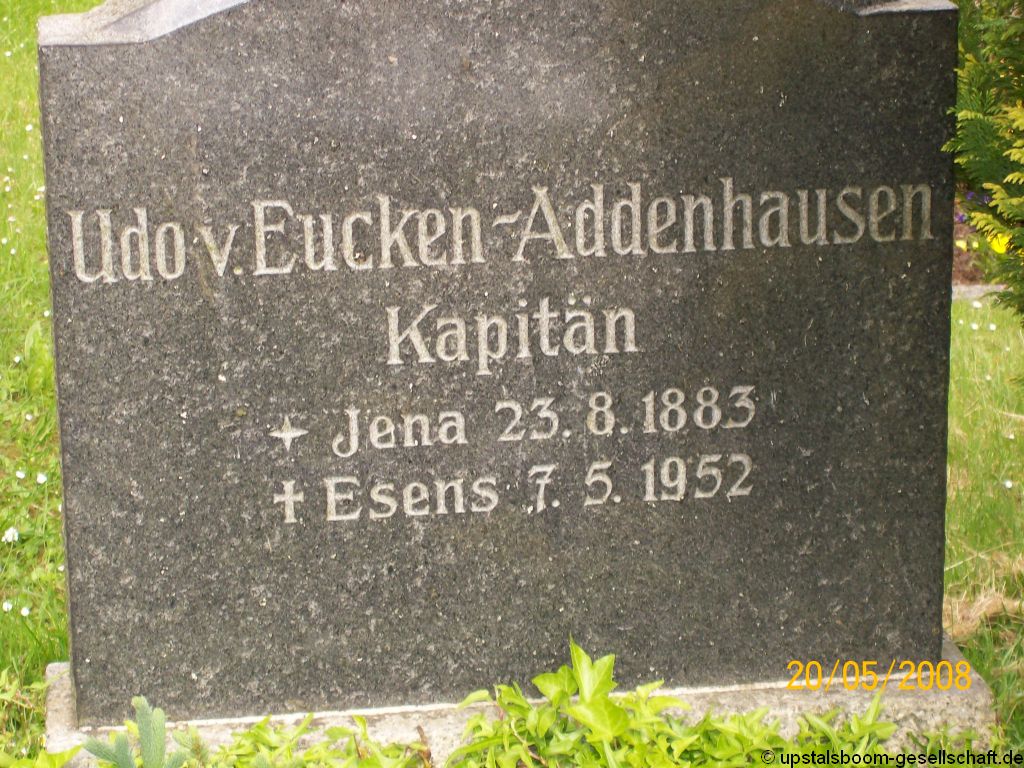 Udo v. Eucken-Addenhausen
Kapitän
Jena 23. 8. 1883
† Esens 7. 5. 1952
20/05/2008
© upstalsboom-gesellschaft.de